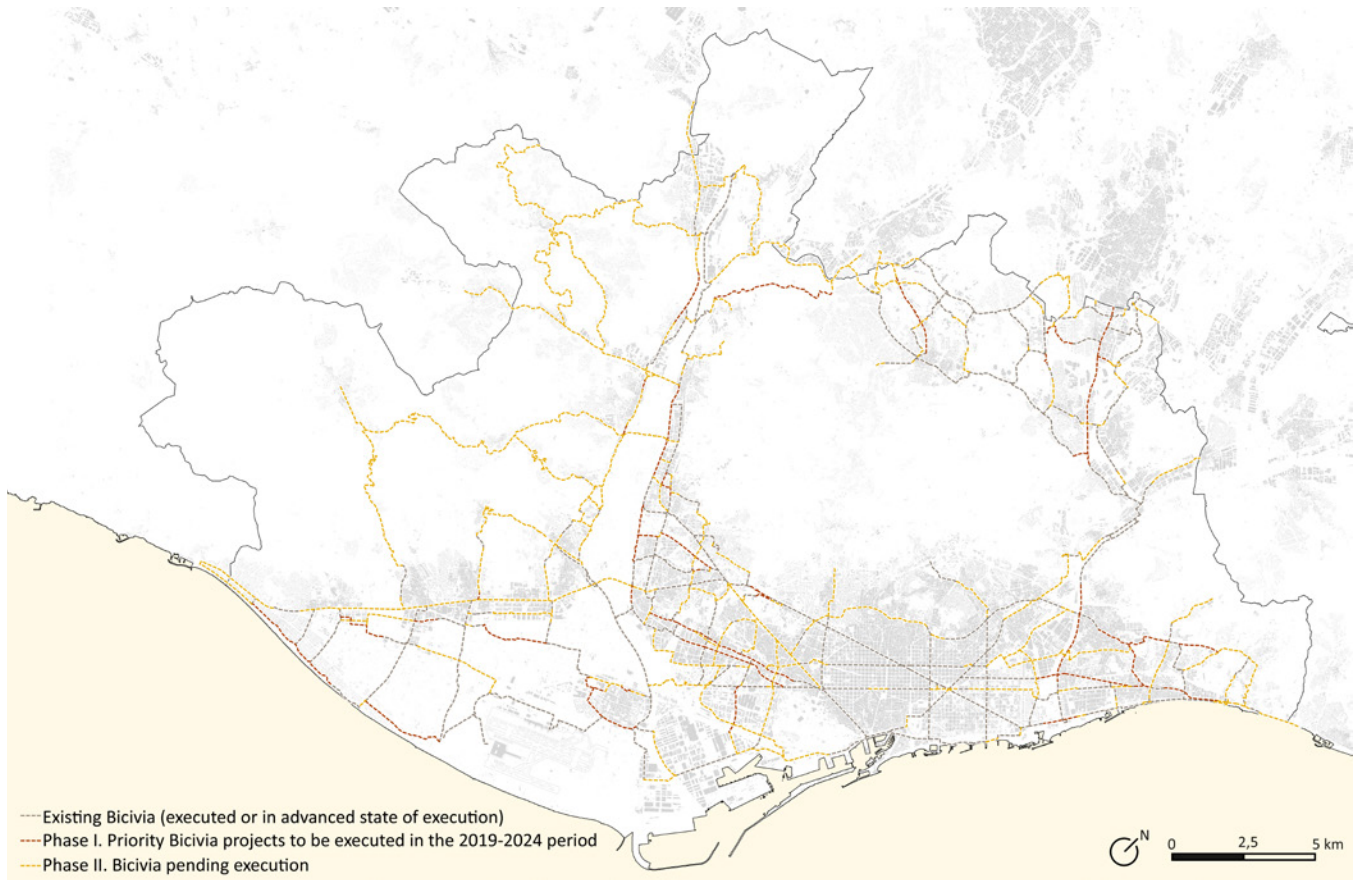 Existing Bicivia (executed or in advanced state of execution)
Phase I. Priority Bicivia projects to be executed in the 2019-2024 period
Phase II. Bicivia pending execution
N
0 2,5 5 km